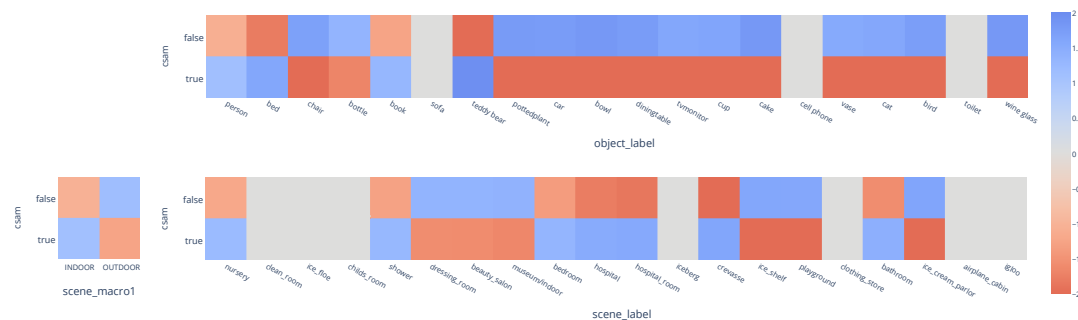 csam
false
true
person
bed
chair
bottle
book
sofa
teddy bear
pottedplant
car
bowl
diningtable
tvmonitor
cup
cake
cell phone
vase
cat
bird
toilet
wine glass
object_label
2
1.
1
0.
0
csam
false
true
INDOOR
OUTDOOR
scene_macro1
csam
false
true
nursery
clean_room
ice_floe
childs_room
shower
dressing_room
beauty_salon
museum/indoor
bedroom
hospital
hospital_room
iceberg
crevasse
ice_shelf
playground
clothing_store
bathroom
ice_cream_parlor
airplane_cabin
igloo
scene_label